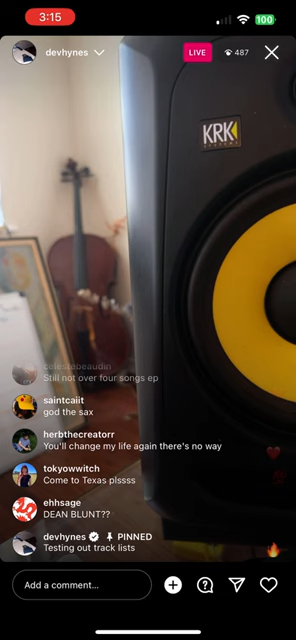 3:15
100
devhynes
LIVE
487
KRK
SYSTEMS
celestebeaudin
Still not over four songs ep
saintcaiit
god the sax
herbthecreatorr
You'll change my life again there's no way
tokyowwitch
Come to Texas plssss
ehhsage
DEAN BLUNT??
devhynes PINNED
Testing out track lists
Add a comment...